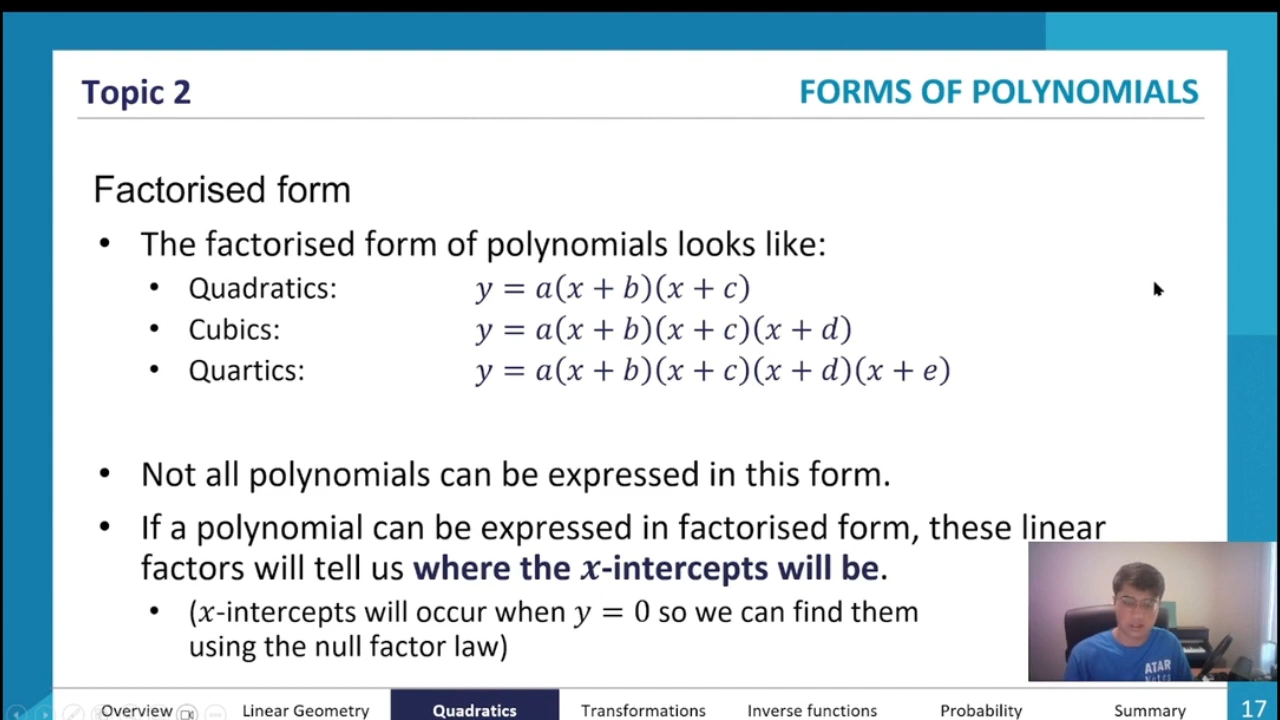 Topic 2
FORMS OF POLYNOMIALS
Factorised form
• The factorised form of polynomials looks like:
• Quadratics: y = a(x + b)(x + c)
• Cubics: y = a(x + b)(x + c)(x + d)
• Quartics: y = a(x + b)(x + c)(x + d)(x + e)
• Not all polynomials can be expressed in this form.
• If a polynomial can be expressed in factorised form, these linear
factors will tell us where the x-intercepts will be.
• (x-intercepts will occur when y = 0 so we can find them
using the null factor law)
ATAR
Notes
Overview Linear Geometry Quadratics Transformations Inverse functions Probability Summary 17